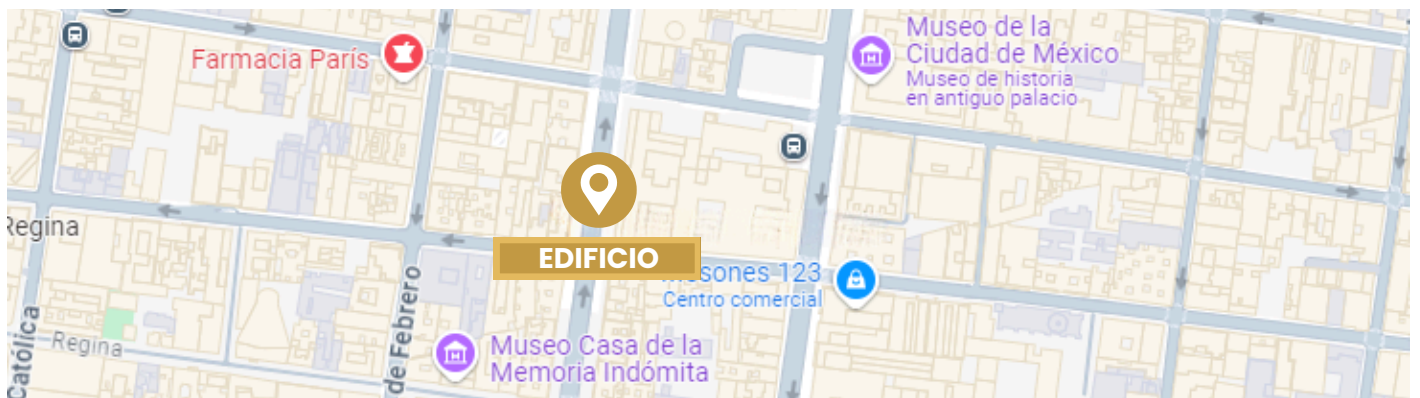 Museo de la
Ciudad de México
Museo de historia
en antiguo palacio
Farmacia París
Regina
EDIFICIO
Mesones 123
Centro comercial
Católica
Regina
de Febrero
Museo Casa de la
Memoria Indómita